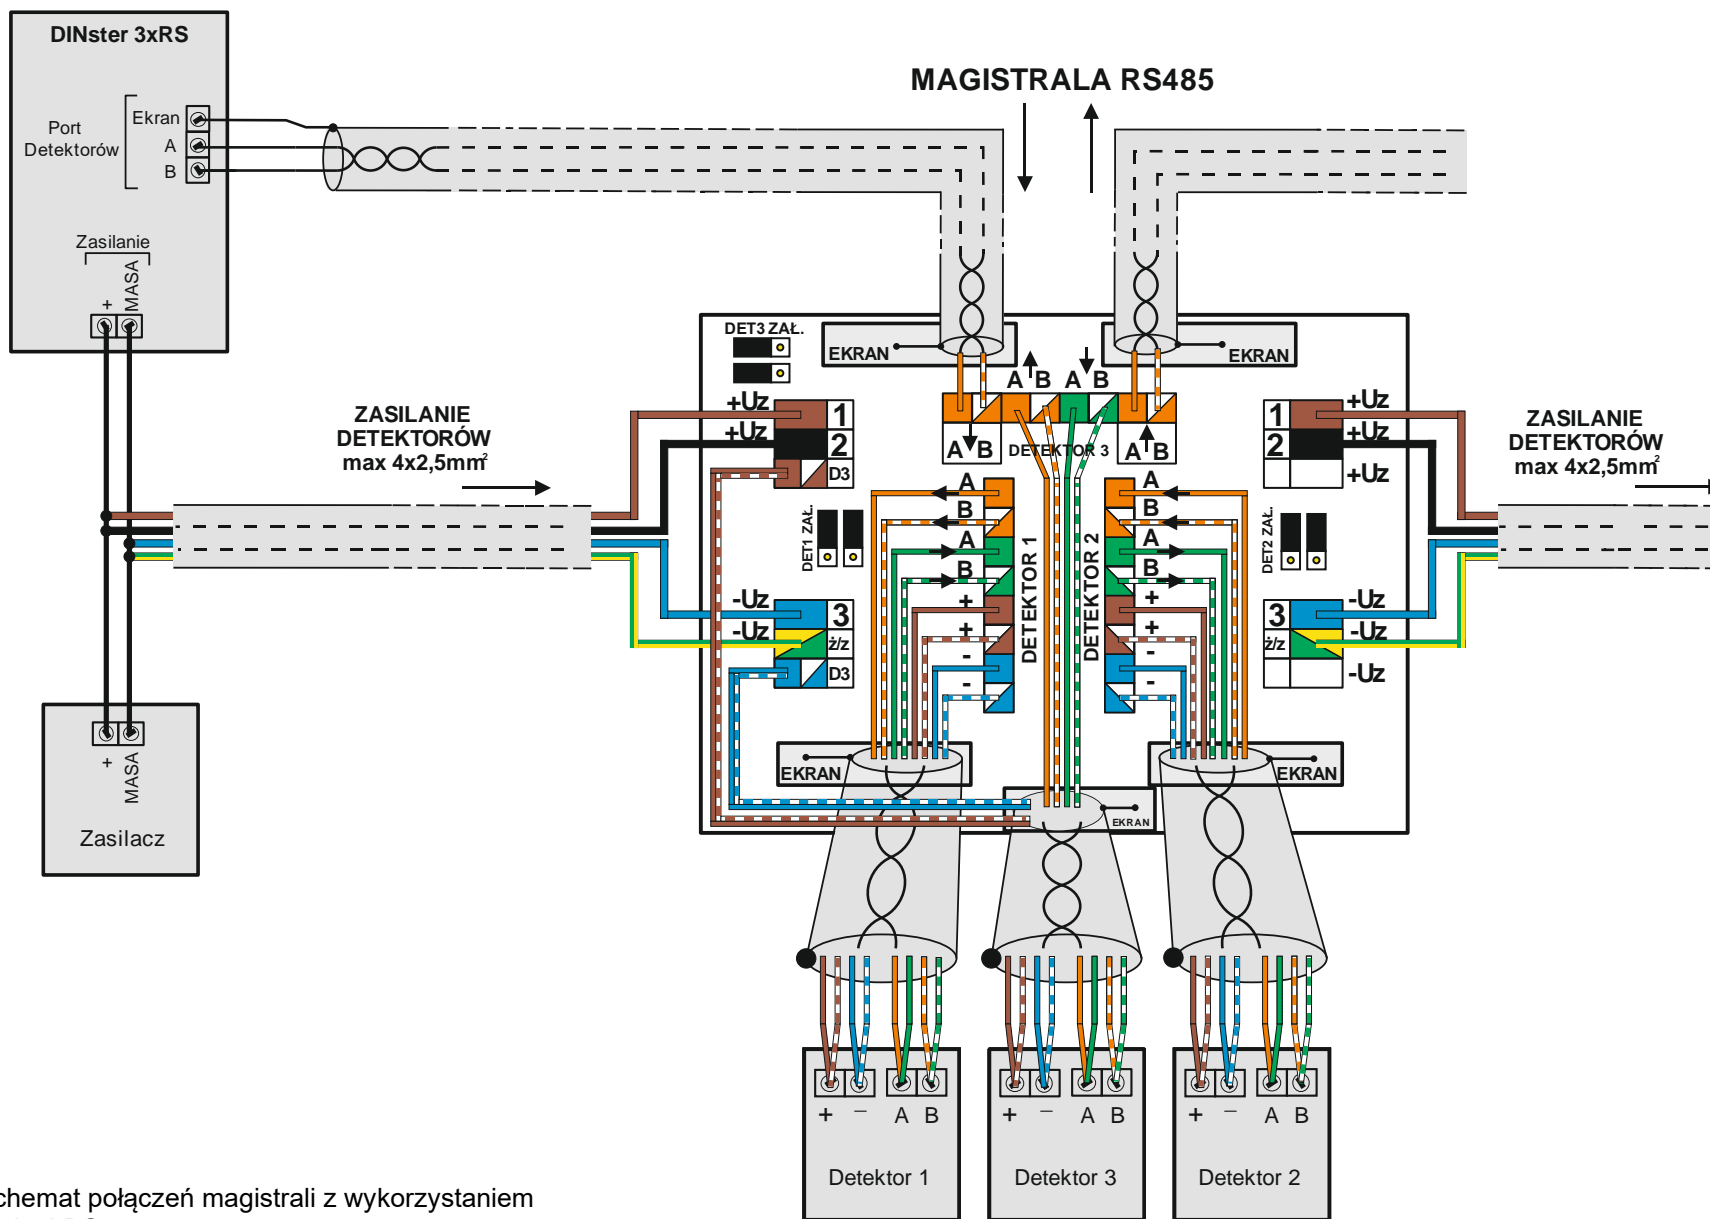 DINster 3xRS
Port
Detektorów
Ekran
A
B
Zasilanie
+
MASA
MAGISTRALA RS485
DET3 ZAŁ.
EKRAN
EKRAN
A B A B
A B
DETEKTOR 3
A B
ZASILANIE
DETEKTORÓW
max 4x2,5mm²
+Uz
1
+Uz
2
D3
DET1 ZAŁ.
-Uz
3
-Uz
ż/z
D3
A
B
A
B
+
+
-
-
DETEKTOR 1
DETEKTOR 2
A
B
A
B
+
+
-
-
1
+Uz
2
+Uz
+Uz
DET2 ZAŁ.
3
-Uz
ż/z
-Uz
-Uz
ZASILANIE
DETEKTORÓW
max 4x2,5mm²
+
MASA
Zasilacz
EKRAN
EKRAN
EKRAN
+ – A B
Detektor 1
+ – A B
Detektor 3
+ – A B
Detektor 2
chemat połączeń magistrali z wykorzystaniem